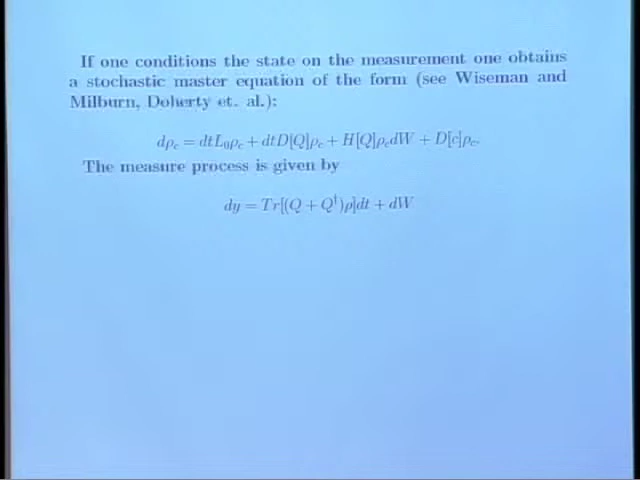 If one conditions the state on the measurement one obtains
a stochastic master equation of the form (see Wiseman and
Milburn, Doherty et. al.):
dρ_c = dtL₀ρ_c + dtD[Q]ρ_c + H[Q]ρ_c dW + D[c]ρ_c.
The measure process is given by
dy = Tr[(Q + Q†)ρ]dt + dW